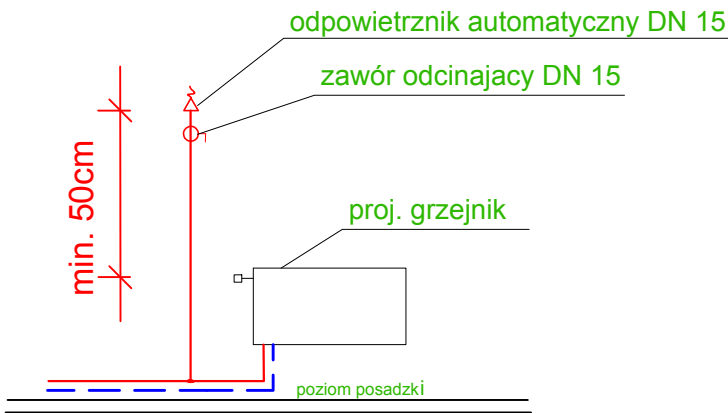 odpowietrznik automatyczny DN 15
zawór odcinajacy DN 15
min. 50cm
proj. grzejnik
poziom posadzki